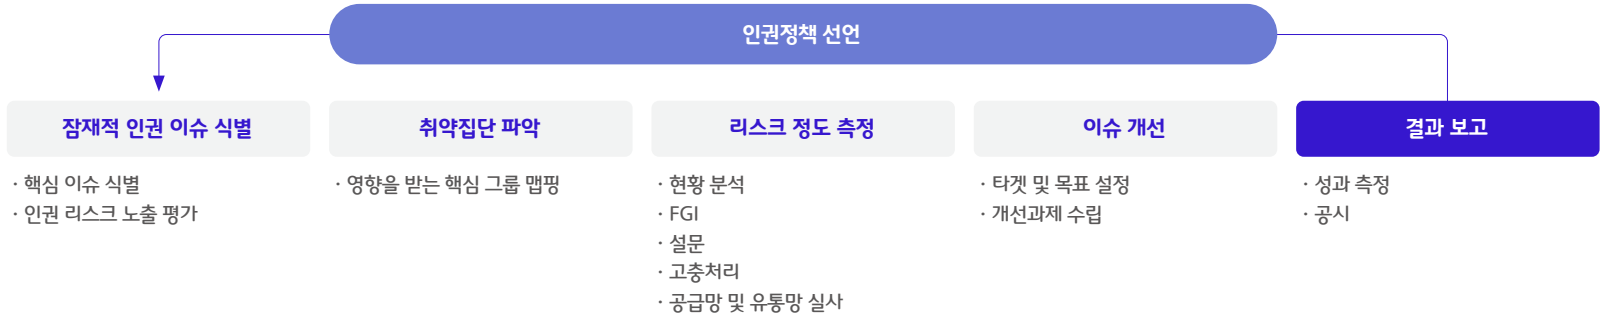 인권정책 선언
잠재적 인권 이슈 식별
· 핵심 이슈 식별
· 인권 리스크 노출 평가
취약집단 파악
· 영향을 받는 핵심 그룹 맵핑
리스크 정도 측정
· 현황 분석
· FGI
· 설문
· 고충처리
· 공급망 및 유통망 실사
이슈 개선
· 타겟 및 목표 설정
· 개선과제 수립
결과 보고
· 성과 측정
· 공시